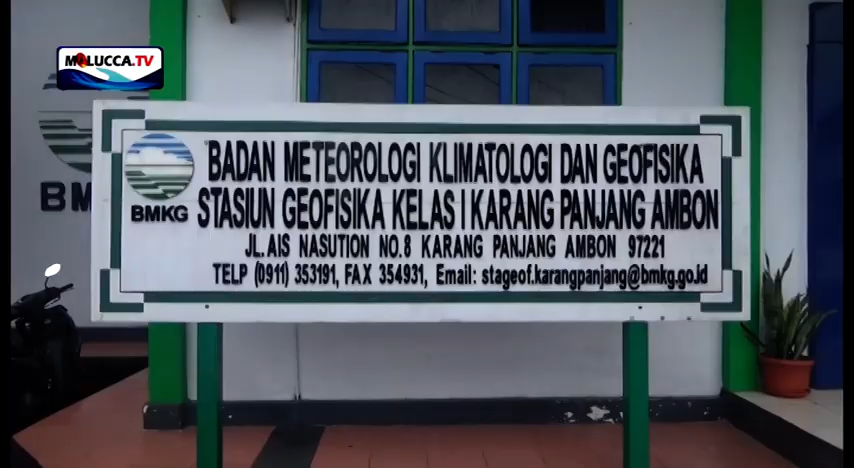 MOLUCCA.TV
BMKG
BADAN METEOROLOGI KLIMATOLOGI DAN GEOFISIKA
STASIUN GEOFISIKA KELAS I KARANG PANJANG AMBON
BMKG
JL.AIS NASUTION NO.8 KARANG PANJANG AMBON 97221
TELP (0911) 353191, FAX 354931, Email: stageof.karangpanjang@bmkg.go.id